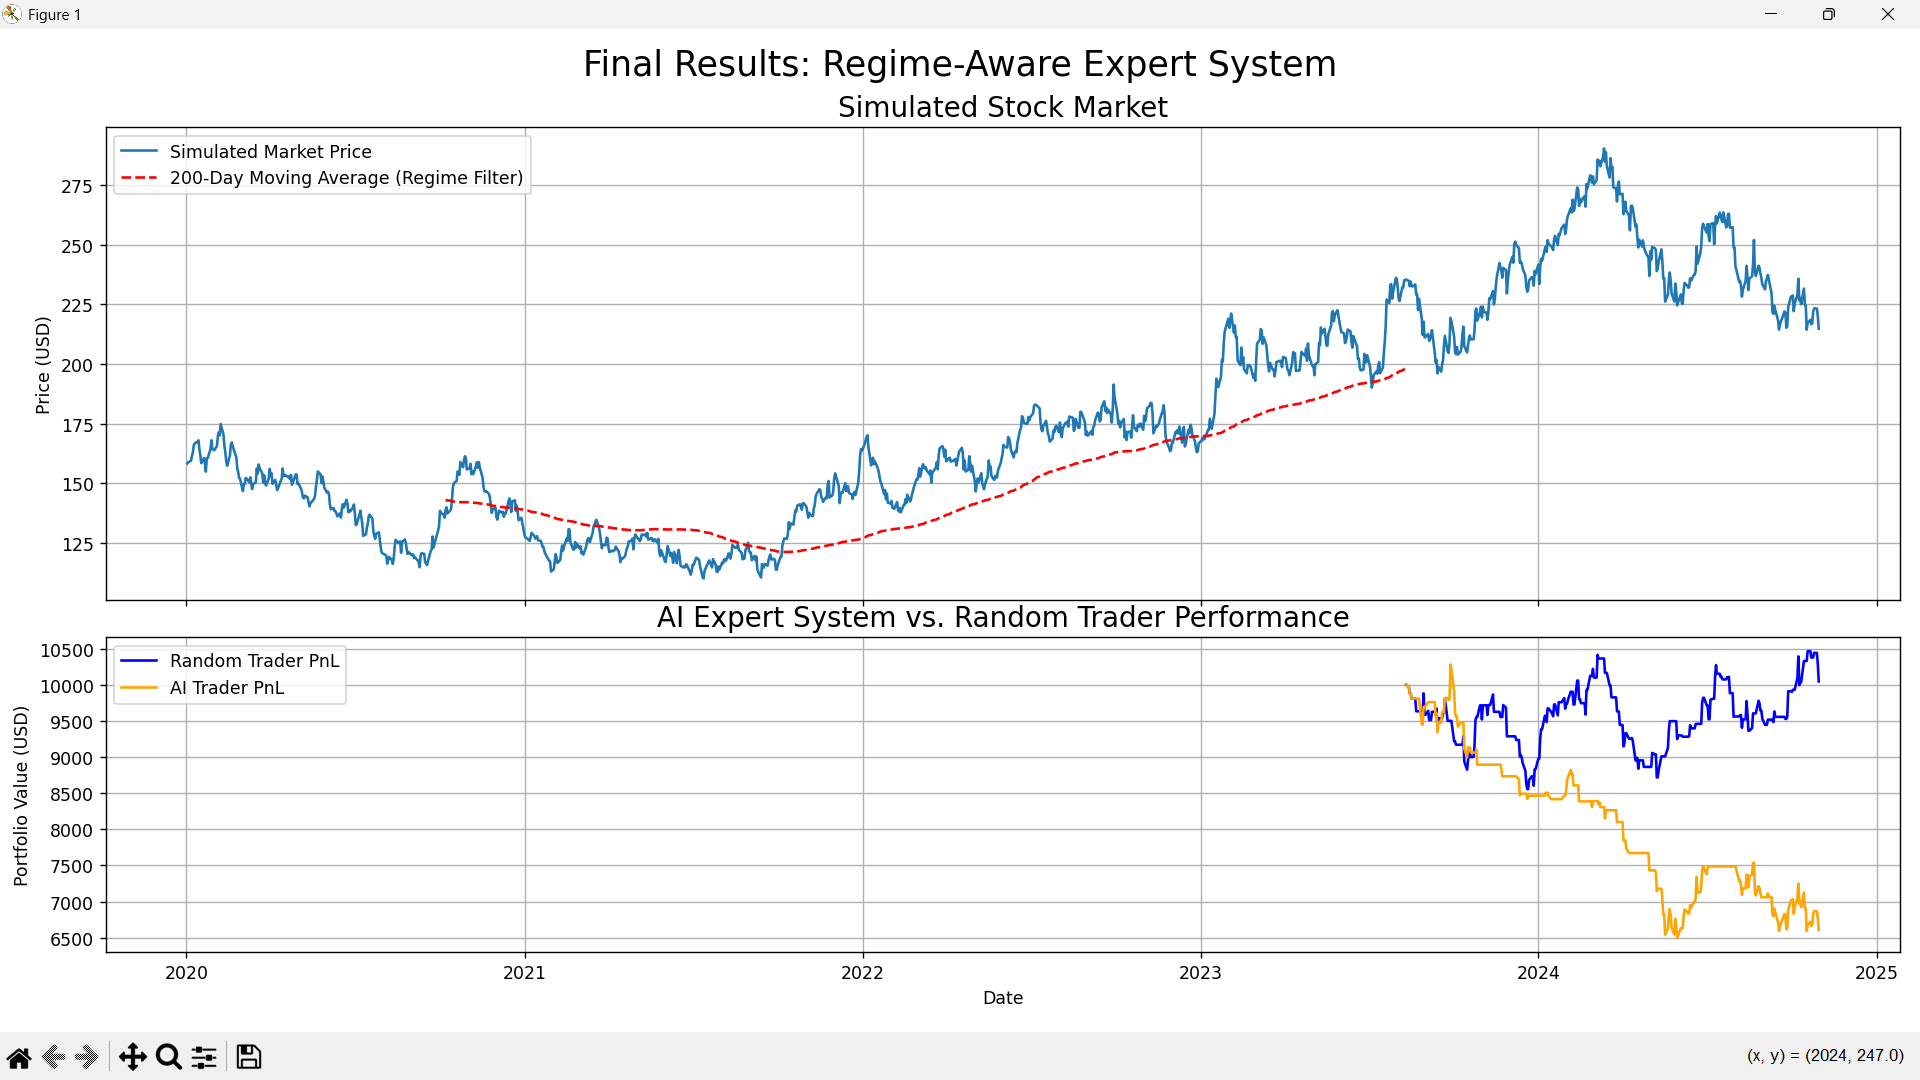 Figure 1
Final Results: Regime-Aware Expert System
Simulated Stock Market
Simulated Market Price
200-Day Moving Average (Regime Filter)
275
250
225
200
175
150
125
Price (USD)
AI Expert System vs. Random Trader Performance
Random Trader PnL
AI Trader PnL
10500
10000
9500
9000
8500
8000
7500
7000
6500
Portfolio Value (USD)
2020
2021
2022
2023
2024
2025
Date
(x, y) = (2024, 247.0)